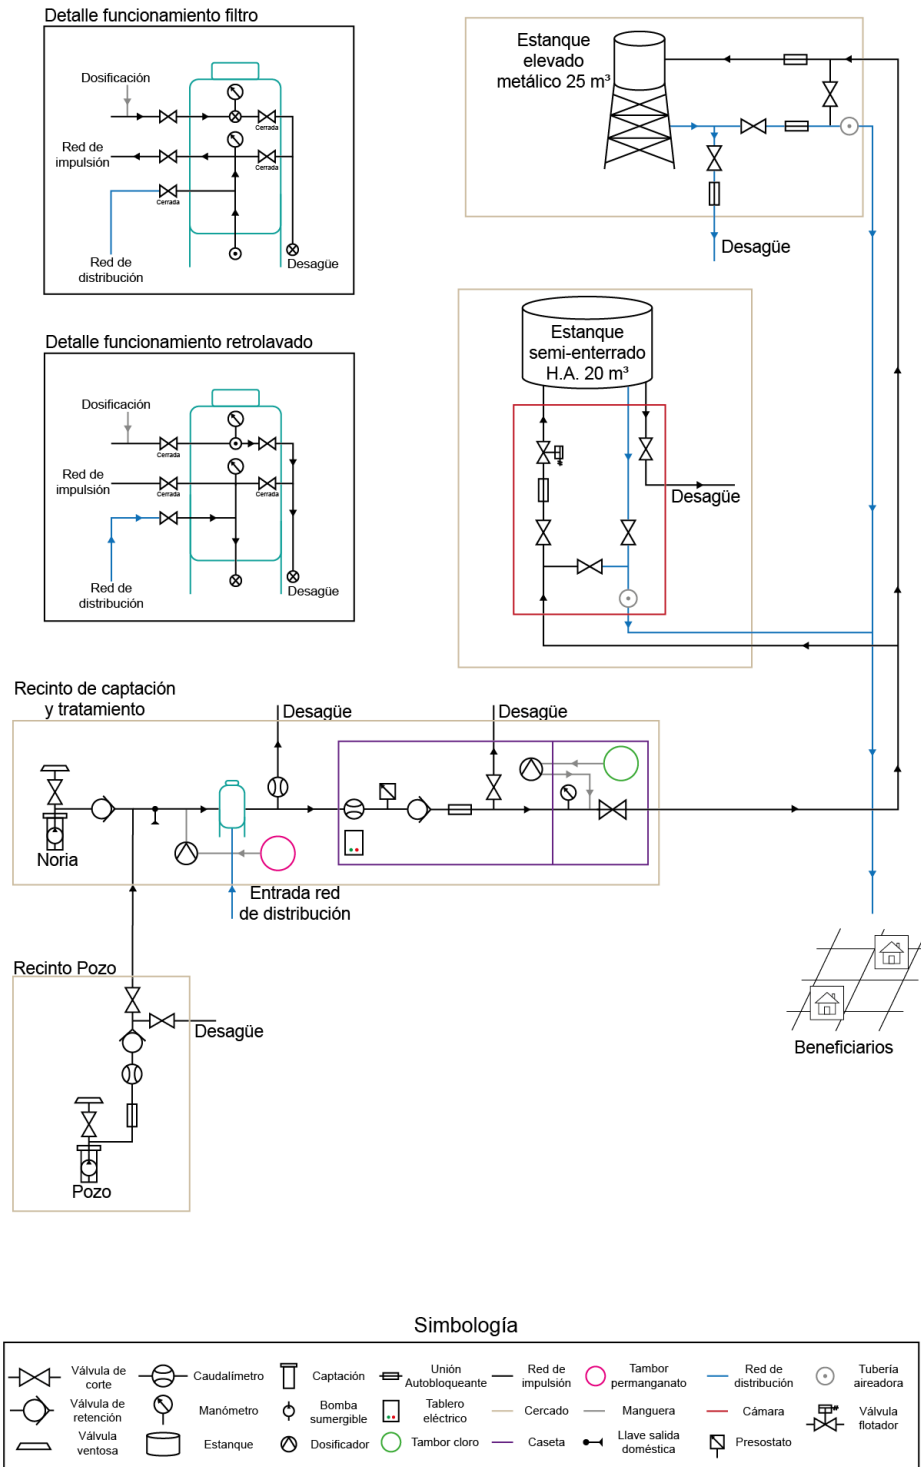 Detalle funcionamiento filtro
Dosificación
Cerrada
Red de
impulsión
Cerrada
Cerrada
Red de
distribución
Desagüe
Estanque
elevado
metálico 25 m³
Desagüe
Detalle funcionamiento retrolavado
Dosificación
Cerrada
Red de
impulsión
Cerrada
Cerrada
Red de
distribución
Desagüe
Estanque
semi-enterrado
H.A. 20 m³
Desagüe
Recinto de captación
y tratamiento
Desagüe
Desagüe
Noria
Entrada red
de distribución
Recinto Pozo
Desagüe
Pozo
Beneficiarios
Simbología
Válvula de
corte
Caudalímetro
Captación
Unión
Autobloqueante
Red de
impulsión
Tambor
permanganato
Red de
distribución
Tubería
aireadora
Válvula de
retención
Manómetro
Bomba
sumergible
Tablero
eléctrico
Cercado
Manguera
Cámara
Válvula
flotador
Válvula
ventosa
Estanque
Dosificador
Tambor cloro
Caseta
Llave salida
doméstica
Presostato